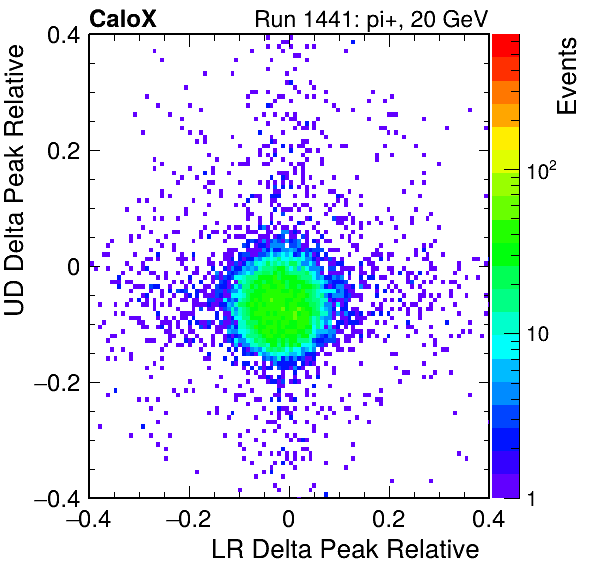 CaloX Run 1441: pi+, 20 GeV
0.4
0.2
0
−0.2
−0.4
−0.4 −0.2 0 0.2 0.4
LR Delta Peak Relative
UD Delta Peak Relative
Events
10²
10
1